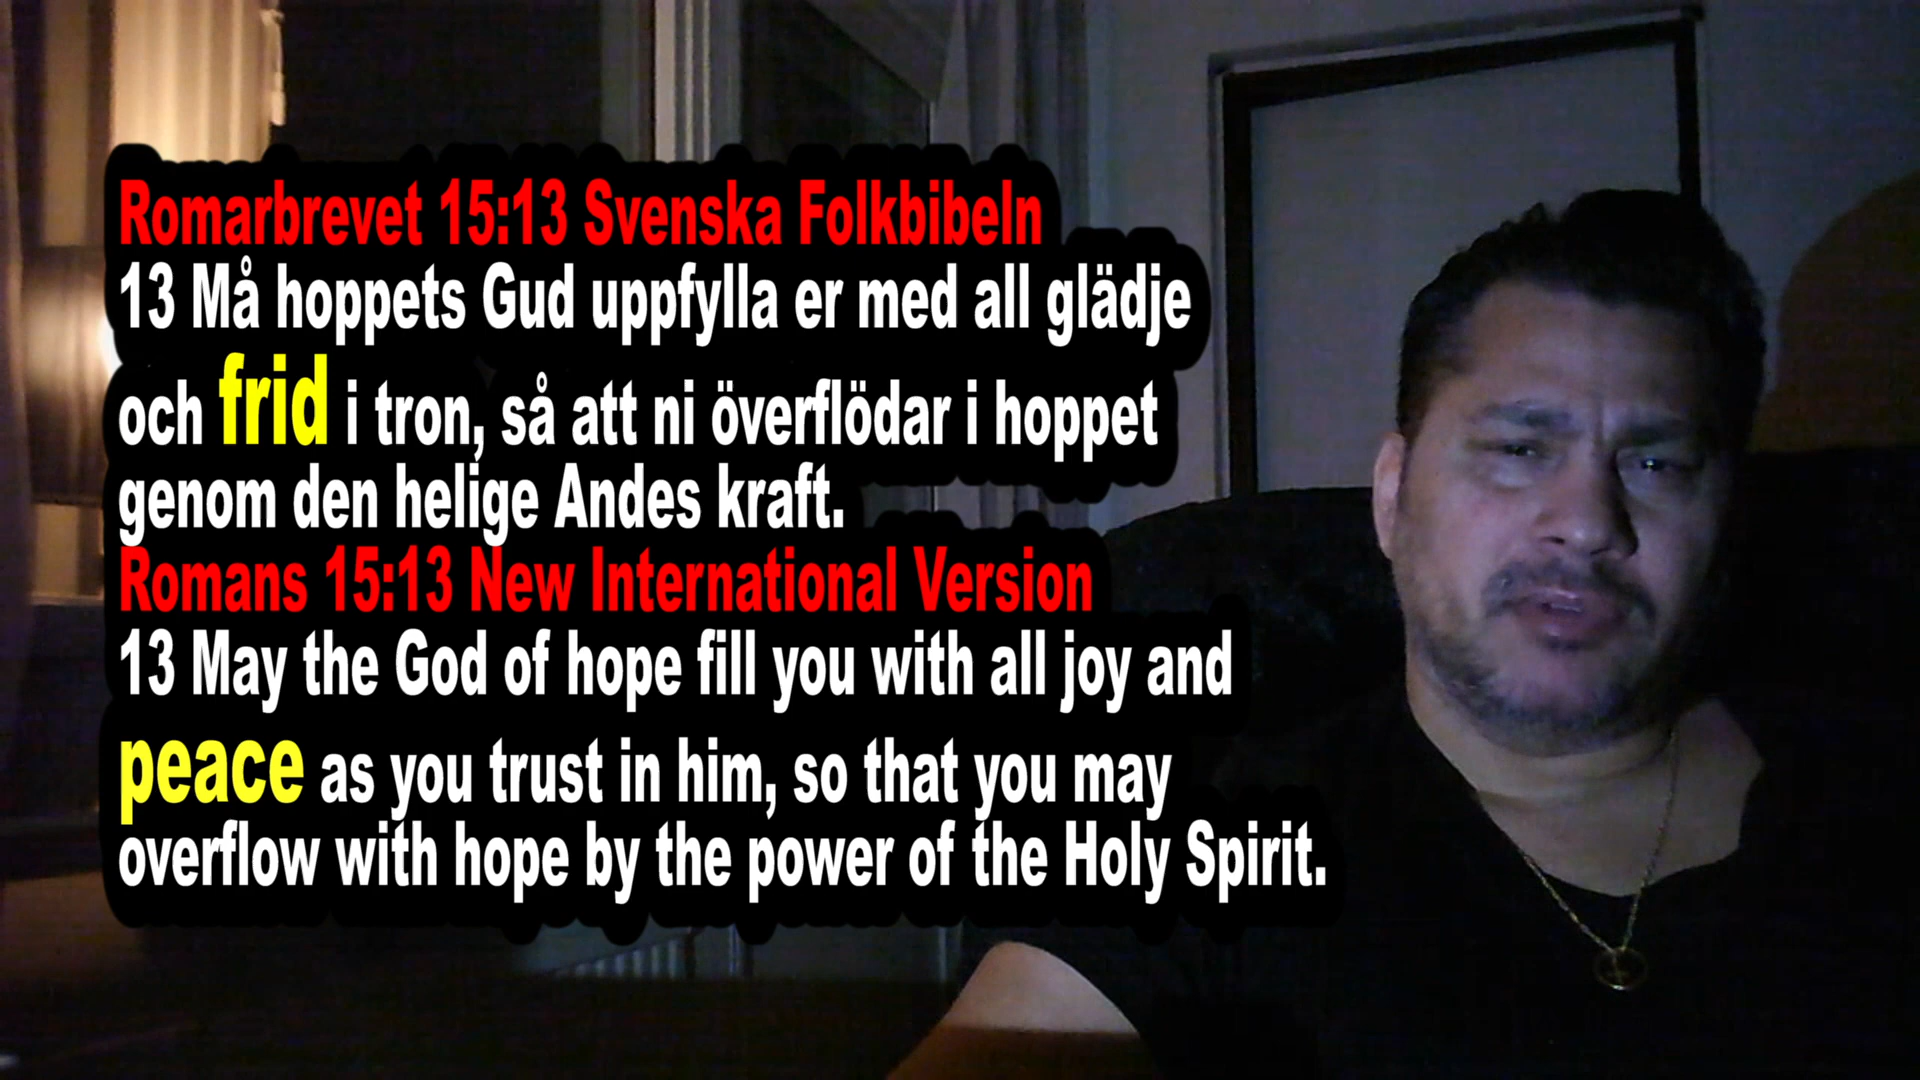 Romarbrevet 15:13 Svenska Folkbibeln
13 Må hoppets Gud uppfylla er med all glädje
och frid i tron, så att ni överflödar i hoppet
genom den helige Andes kraft.
Romans 15:13 New International Version
13 May the God of hope fill you with all joy and
peace as you trust in him, so that you may
overflow with hope by the power of the Holy Spirit.